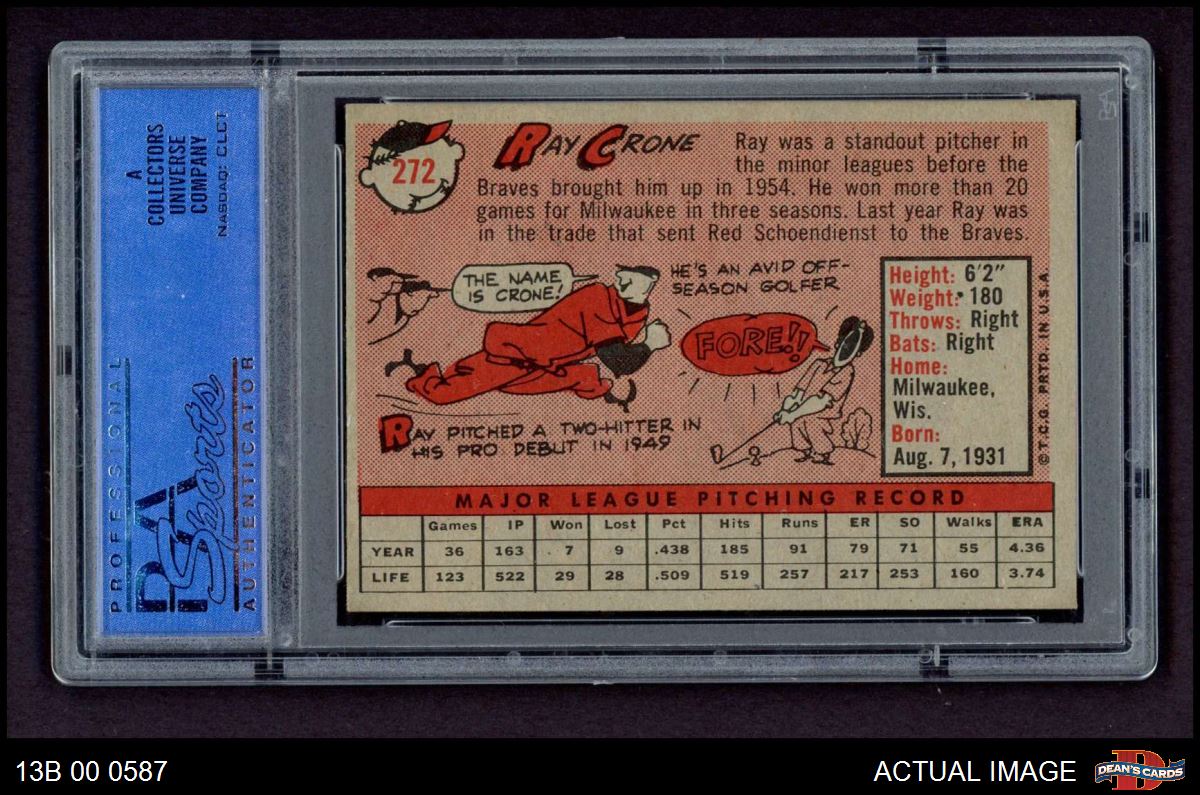 A
COLLECTORS
UNIVERSE
COMPANY
NASDAQ: CLCT
PROFESSIONAL
PSA
Sports
AUTHENTICATOR
272
RAY CRONE
Ray was a standout pitcher in
the minor leagues before the
Braves brought him up in 1954. He won more than 20
games for Milwaukee in three seasons. Last year Ray was
in the trade that sent Red Schoendienst to the Braves.
THE NAME
IS CRONE!
HE'S AN AVID OFF-
SEASON GOLFER
FORE!!
RAY PITCHED A TWO-HITTER IN
HIS PRO DEBUT IN 1949
Height: 6'2"
Weight: 180
Throws: Right
Bats: Right
Home:
Milwaukee,
Wis.
Born:
Aug. 7, 1931
©T.C.G. PRTD. IN U.S.A
MAJOR LEAGUE PITCHING RECORD
Games IP Won Lost Pct Hits Runs ER SO Walks ERA
YEAR 36 163 7 9 .438 185 91 79 71 55 4.36
LIFE 123 522 29 28 .509 519 257 217 253 160 3.74
13B 00 0587
ACTUAL IMAGE
D
DEAN'S CARDS